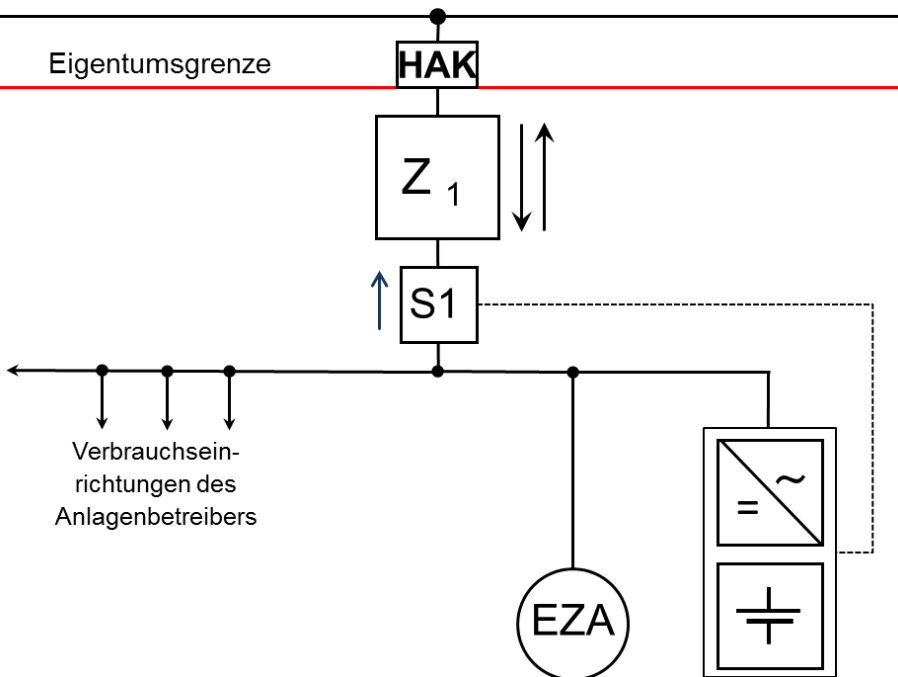 Eigentumsgrenze
HAK
Z 1
S1
Verbrauchsein-
richtungen des
Anlagenbetreibers
= ~
EZA